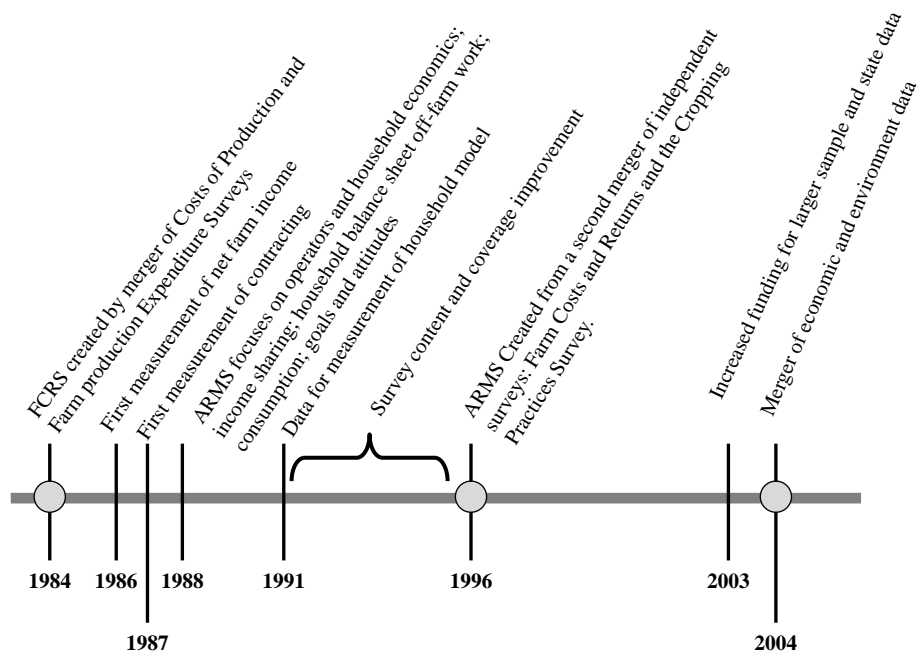 FCRS created by merger of Costs of Production and
Farm production Expenditure Surveys
First measurement of net farm income
First measurement of contracting
ARMS focuses on operators and household economics;
income sharing; household balance sheet off-farm work;
consumption; goals and attitudes
Data for measurement of household model
Survey content and coverage improvement
ARMS Created from a second merger of independent
surveys: Farm Costs and Returns and the Cropping
Practices Survey.
Increased funding for larger sample and state data
Merger of economic and environment data
1984
1986
1987
1988
1991
1996
2003
2004